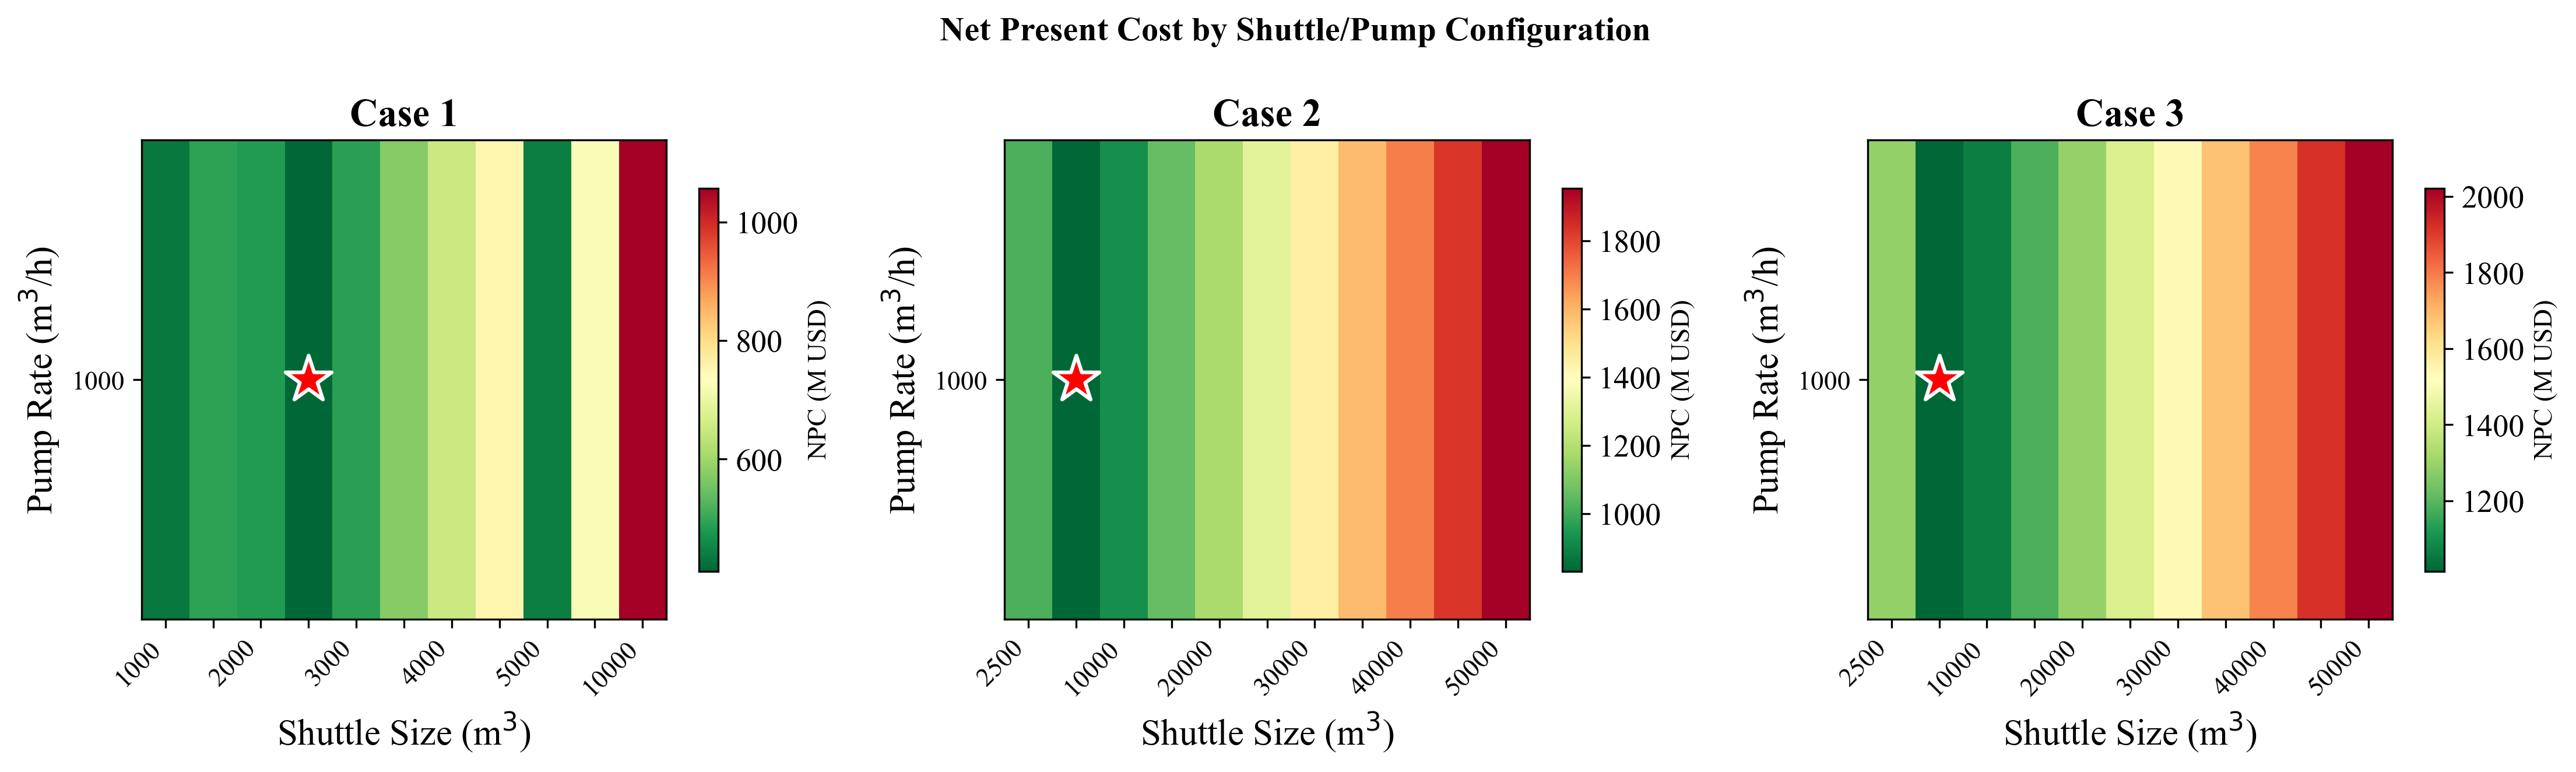 Net Present Cost by Shuttle/Pump Configuration
Case 1
Pump Rate (m³/h)
1000
1000
2000
3000
4000
5000
10000
Shuttle Size (m³)
1000
800
600
NPC (M USD)
Case 2
Pump Rate (m³/h)
1000
2500
10000
20000
30000
40000
50000
Shuttle Size (m³)
1800
1600
1400
1200
1000
NPC (M USD)
Case 3
Pump Rate (m³/h)
1000
2500
10000
20000
30000
40000
50000
Shuttle Size (m³)
2000
1800
1600
1400
1200
NPC (M USD)